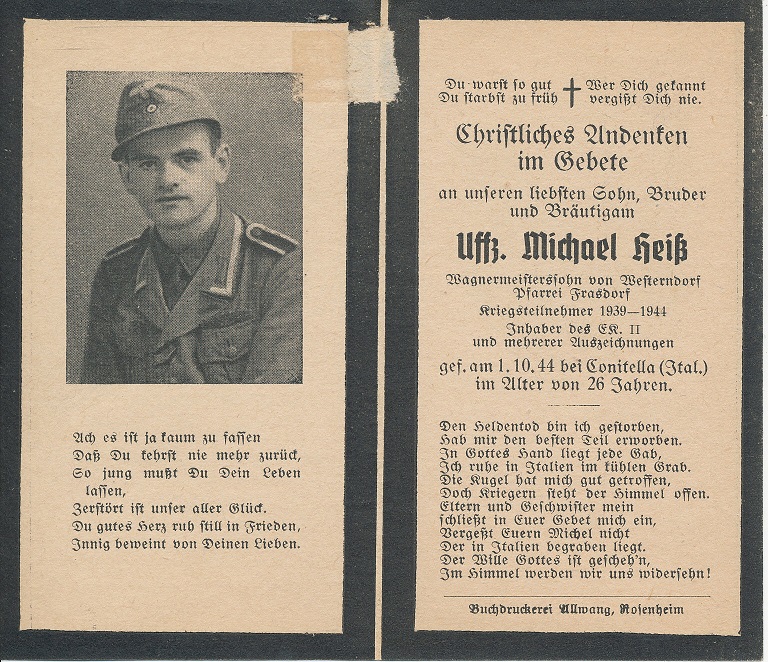 Ach es ist ja kaum zu fassen
Daß Du kehrst nie mehr zurück,
So jung mußt Du Dein Leben
lassen,
Zerstört ist unser aller Glück.
Du gutes Herz ruh still in Frieden,
Innig beweint von Deinen Lieben.
Du warst so gut Wer Dich gekannt
Du starbst zu früh vergißt Dich nie.
Christliches Andenken
im Gebete
an unseren liebsten Sohn, Bruder
und Bräutigam
Uffz. Michael Heiß
Wagnermeisterssohn von Westerndorf
Pfarrei Frasdorf
Kriegsteilnehmer 1939—1944
Inhaber des EK. II
und mehrerer Auszeichnungen
gef. am 1. 10. 44 bei Conitella (Ital.)
im Alter von 26 Jahren.
Den Heldentod bin ich gestorben,
Hab mir den besten Teil erworben.
In Gottes Hand liegt jede Gab,
Ich ruhe in Italien im kühlen Grab.
Die Kugel hat mich gut getroffen,
Doch Kriegern steht der Himmel offen.
Eltern und Geschwister mein
schließt in Euer Gebet mich ein,
Vergeßt Euern Michel nicht
Der in Italien begraben liegt.
Der Wille Gottes ist gescheh'n,
Im Himmel werden wir uns widersehn!
Buchdruckerei Allwang, Rosenheim